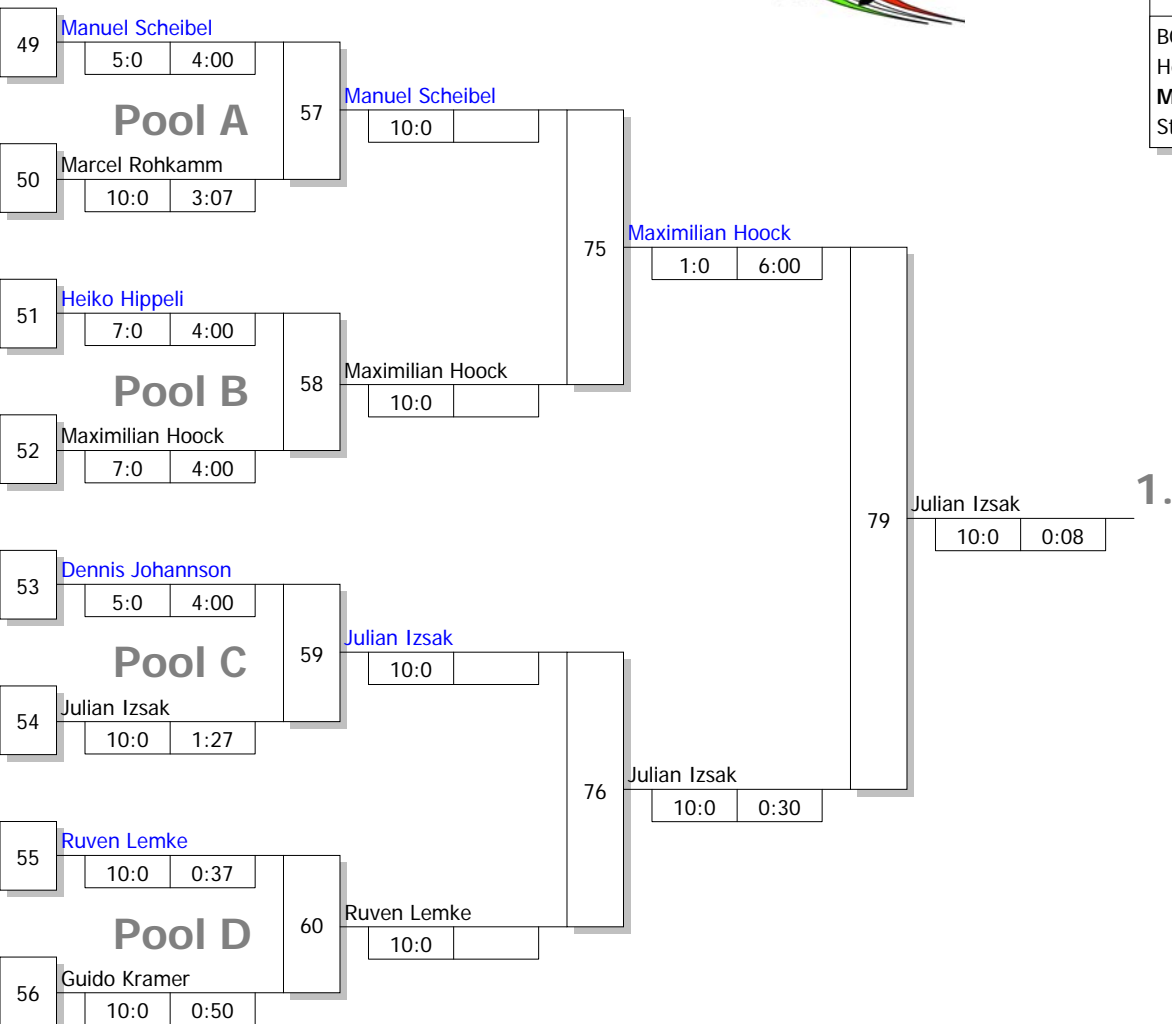 49
Manuel Scheibel
5:0 4:00
Pool A
50
Marcel Rohkamm
10:0 3:07
57
Manuel Scheibel
10:0
51
Heiko Hippeli
7:0 4:00
Pool B
52
Maximilian Hoock
7:0 4:00
58
Maximilian Hoock
10:0
75
Maximilian Hoock
1:0 6:00
53
Dennis Johannson
5:0 4:00
Pool C
54
Julian Izsak
10:0 1:27
59
Julian Izsak
10:0
55
Ruven Lemke
10:0 0:37
Pool D
56
Guido Kramer
10:0 0:50
60
Ruven Lemke
10:0
76
Julian Izsak
10:0 0:30
79
Julian Izsak
10:0 0:08
1.